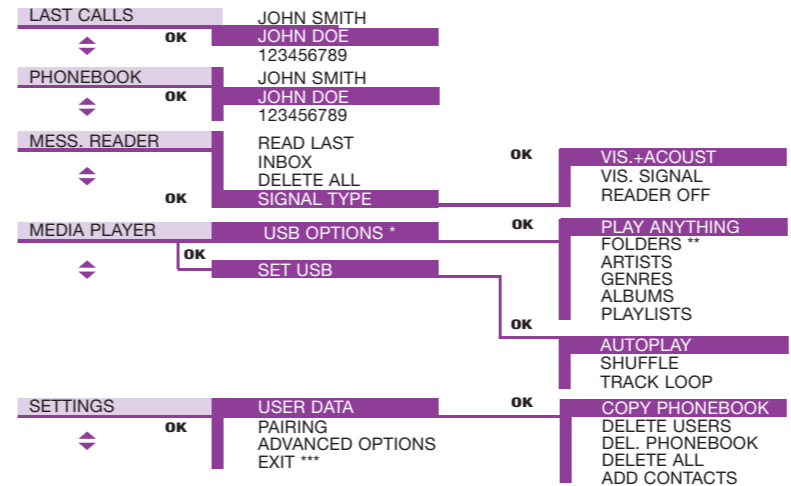 LAST CALLS
OK
JOHN SMITH
JOHN DOE
123456789
PHONEBOOK
OK
JOHN SMITH
JOHN DOE
123456789
MESS. READER
OK
READ LAST
INBOX
DELETE ALL
SIGNAL TYPE
OK
VIS.+ACOUST
VIS. SIGNAL
READER OFF
MEDIA PLAYER
OK
USB OPTIONS *
SET USB
OK
PLAY ANYTHING
FOLDERS **
ARTISTS
GENRES
ALBUMS
PLAYLISTS
OK
AUTOPLAY
SHUFFLE
TRACK LOOP
SETTINGS
OK
USER DATA
PAIRING
ADVANCED OPTIONS
EXIT ***
OK
COPY PHONEBOOK
DELETE USERS
DEL. PHONEBOOK
DELETE ALL
ADD CONTACTS